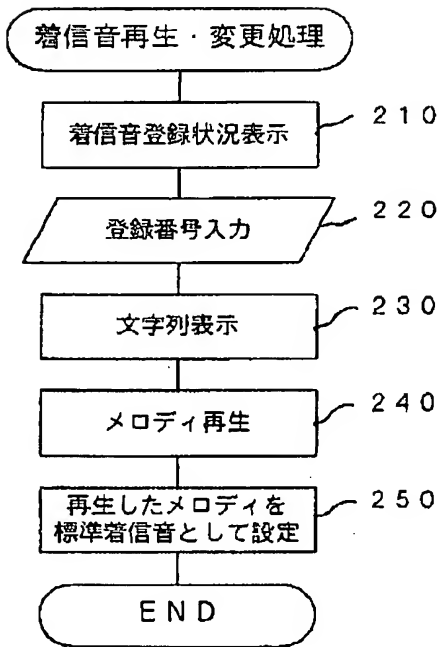 着信音再生・変更処理
着信音登録状況表示
210
登録番号入力
220
文字列表示
230
メロディ再生
240
再生したメロディを
標準着信音として設定
250
END